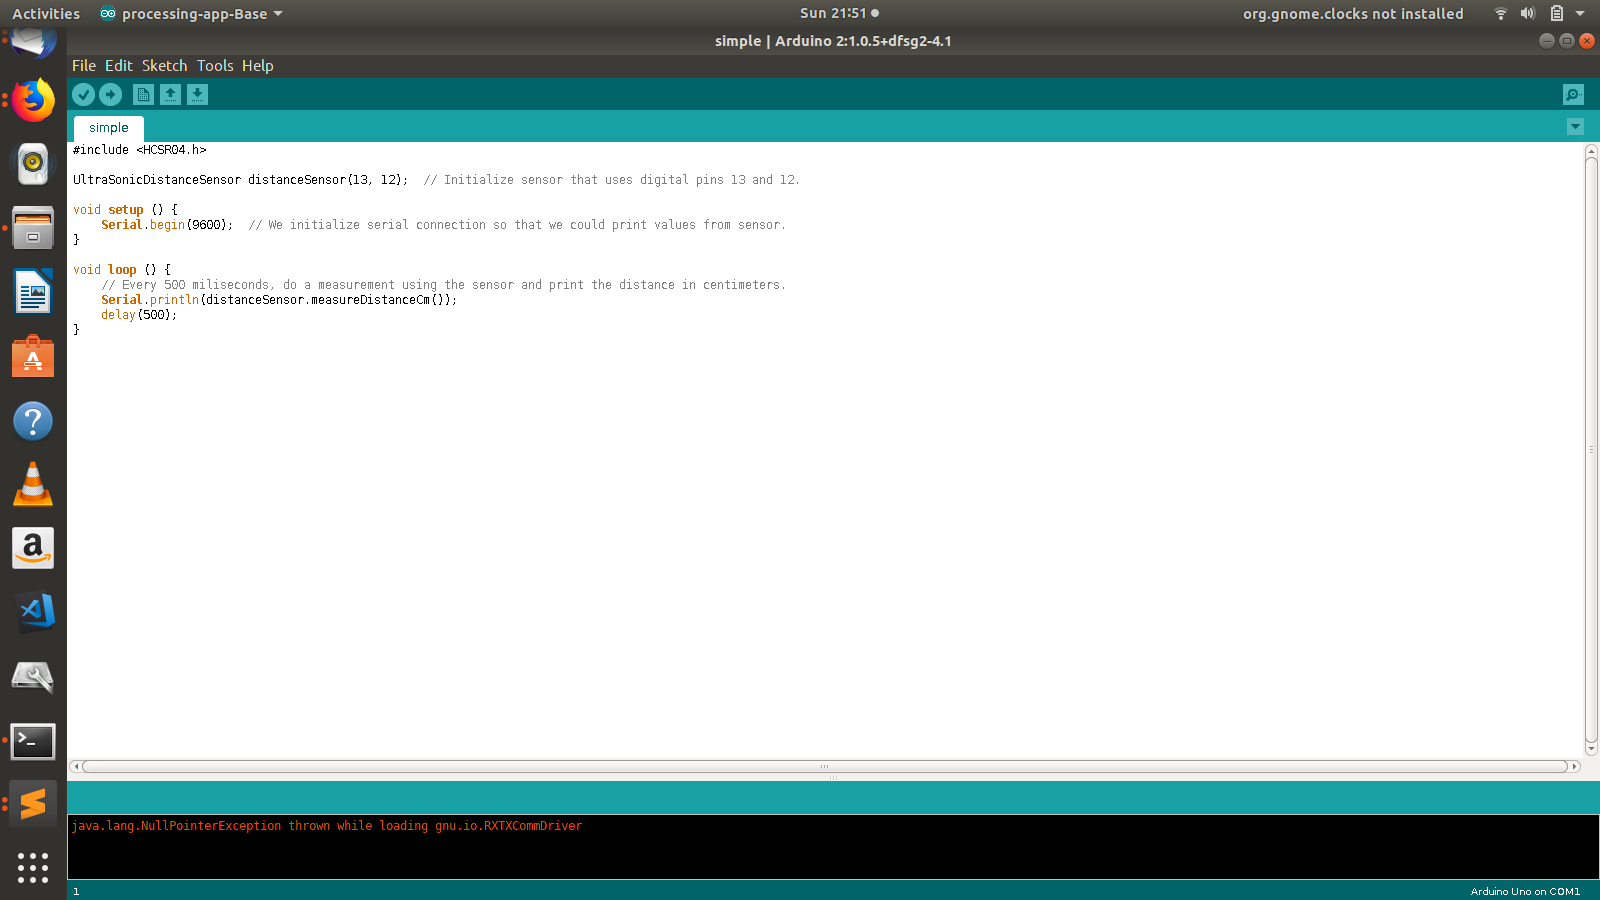 Activities processing-app-Base Sun 21:51 org.gnome.clocks not installed
simple | Arduino 2:1.0.5+dfsg2-4.1
File Edit Sketch Tools Help
simple
#include <HCSR04.h>
UltraSonicDistanceSensor distanceSensor(13, 12);  // Initialize sensor that uses digital pins 13 and 12.
void setup () {
    Serial.begin(9600);  // We initialize serial connection so that we could print values from sensor.
}
void loop () {
    // Every 500 miliseconds, do a measurement using the sensor and print the distance in centimeters.
    Serial.println(distanceSensor.measureDistanceCm());
    delay(500);
}
java.lang.NullPointerException thrown while loading gnu.io.RXTXCommDriver
1 Arduino Uno on COM1